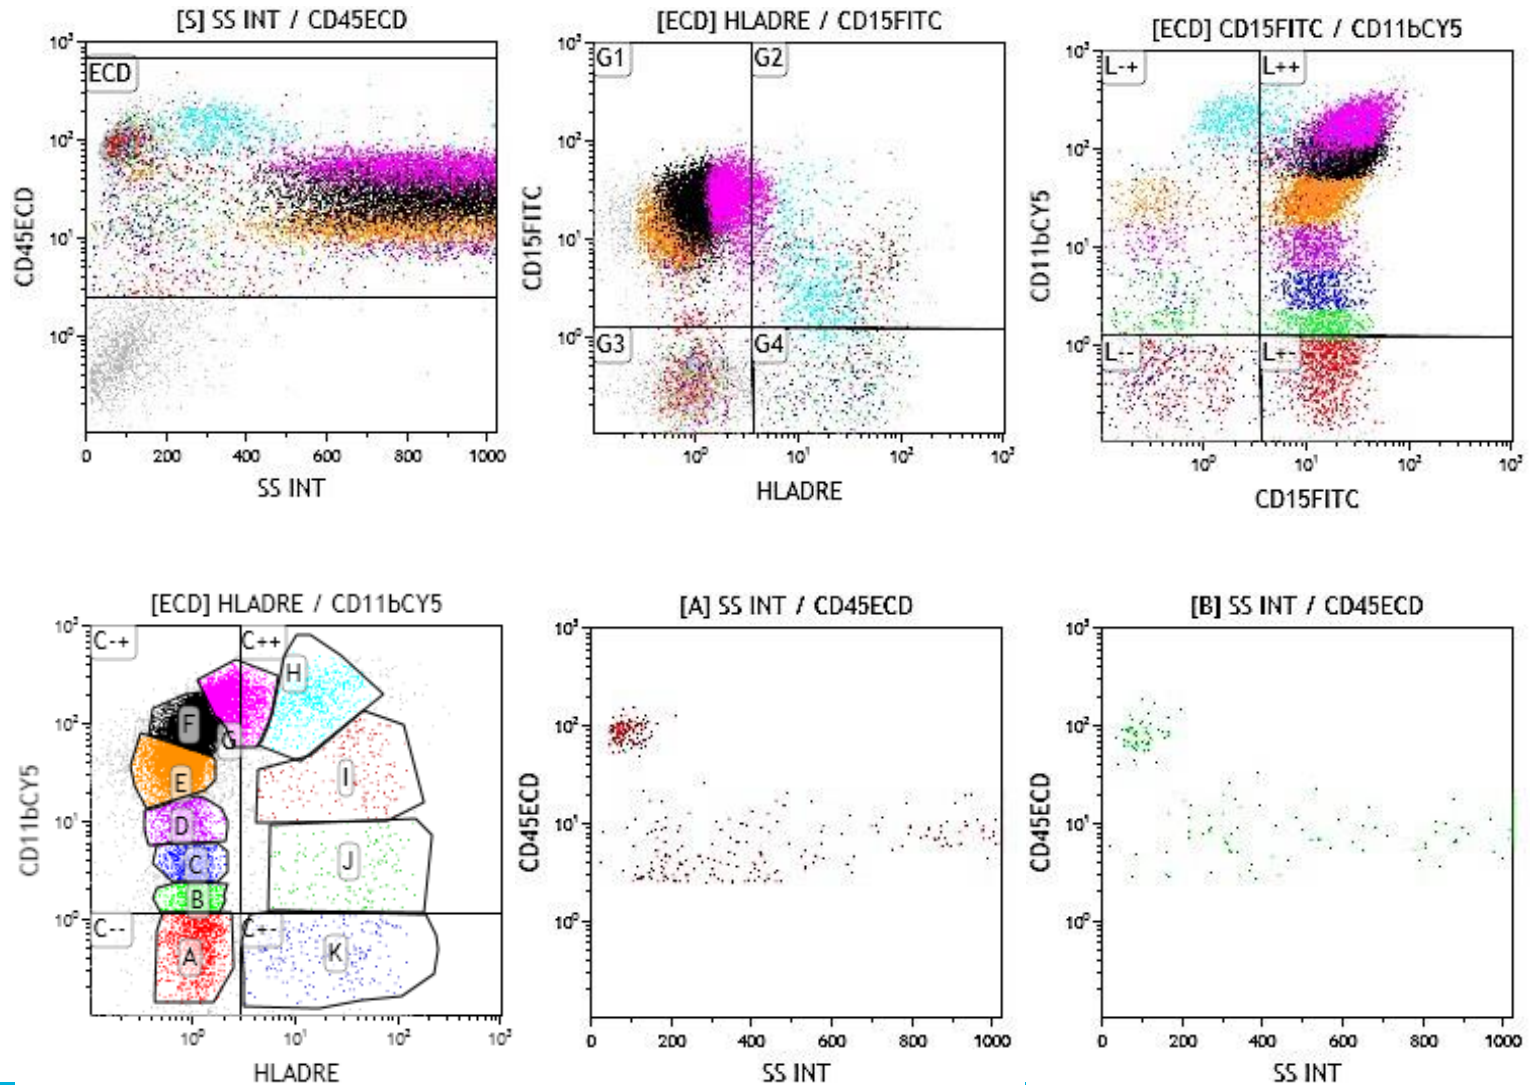 [S] SS INT / CD45ECD
ECD
10³
10²
10¹
10⁰
CD45ECD
0 200 400 600 800 1000
SS INT
[ECD] HLADRE / CD15FITC
G1 G2
G3 G4
10³
10²
10¹
10⁰
CD15FITC
10⁰ 10¹ 10² 10³
HLADRE
[ECD] CD15FITC / CD11bCY5
L-+ L++
L-- L+-
10³
10²
10¹
10⁰
CD11bCY5
10⁰ 10¹ 10² 10³
CD15FITC
[ECD] HLADRE / CD11bCY5
C-+ C++
H
F
G
E
I
D
C
J
B
C-- C+-
A
K
10³
10²
10¹
10⁰
CD11bCY5
10⁰ 10¹ 10² 10³
HLADRE
[A] SS INT / CD45ECD
10³
10²
10¹
10⁰
CD45ECD
0 200 400 600 800 1000
SS INT
[B] SS INT / CD45ECD
10³
10²
10¹
10⁰
CD45ECD
0 200 400 600 800 1000
SS INT